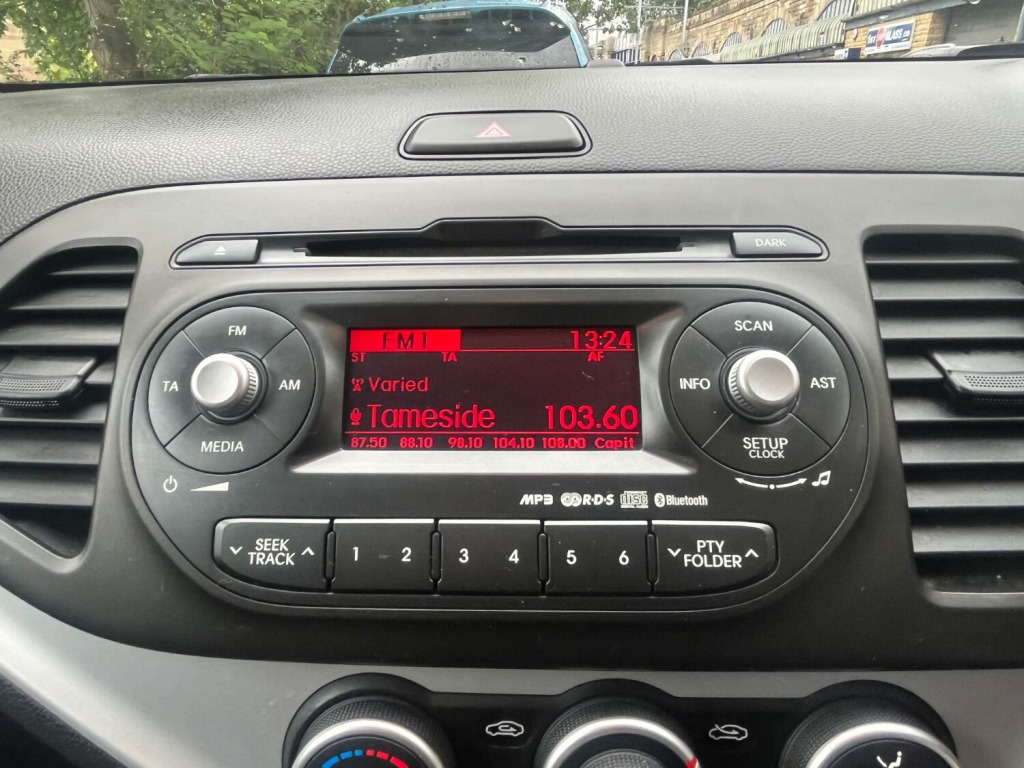 GLASS
DARK
FM
TA
AM
MEDIA
FM1 13:24
ST TA AF
Varied
Tameside 103.60
87.50 88.10 98.10 104.10 108.00 Capit
SCAN
INFO
AST
SETUP
CLOCK
MP3 R·D·S disc Bluetooth
SEEK
TRACK
1 2 3 4 5 6
PTY
FOLDER